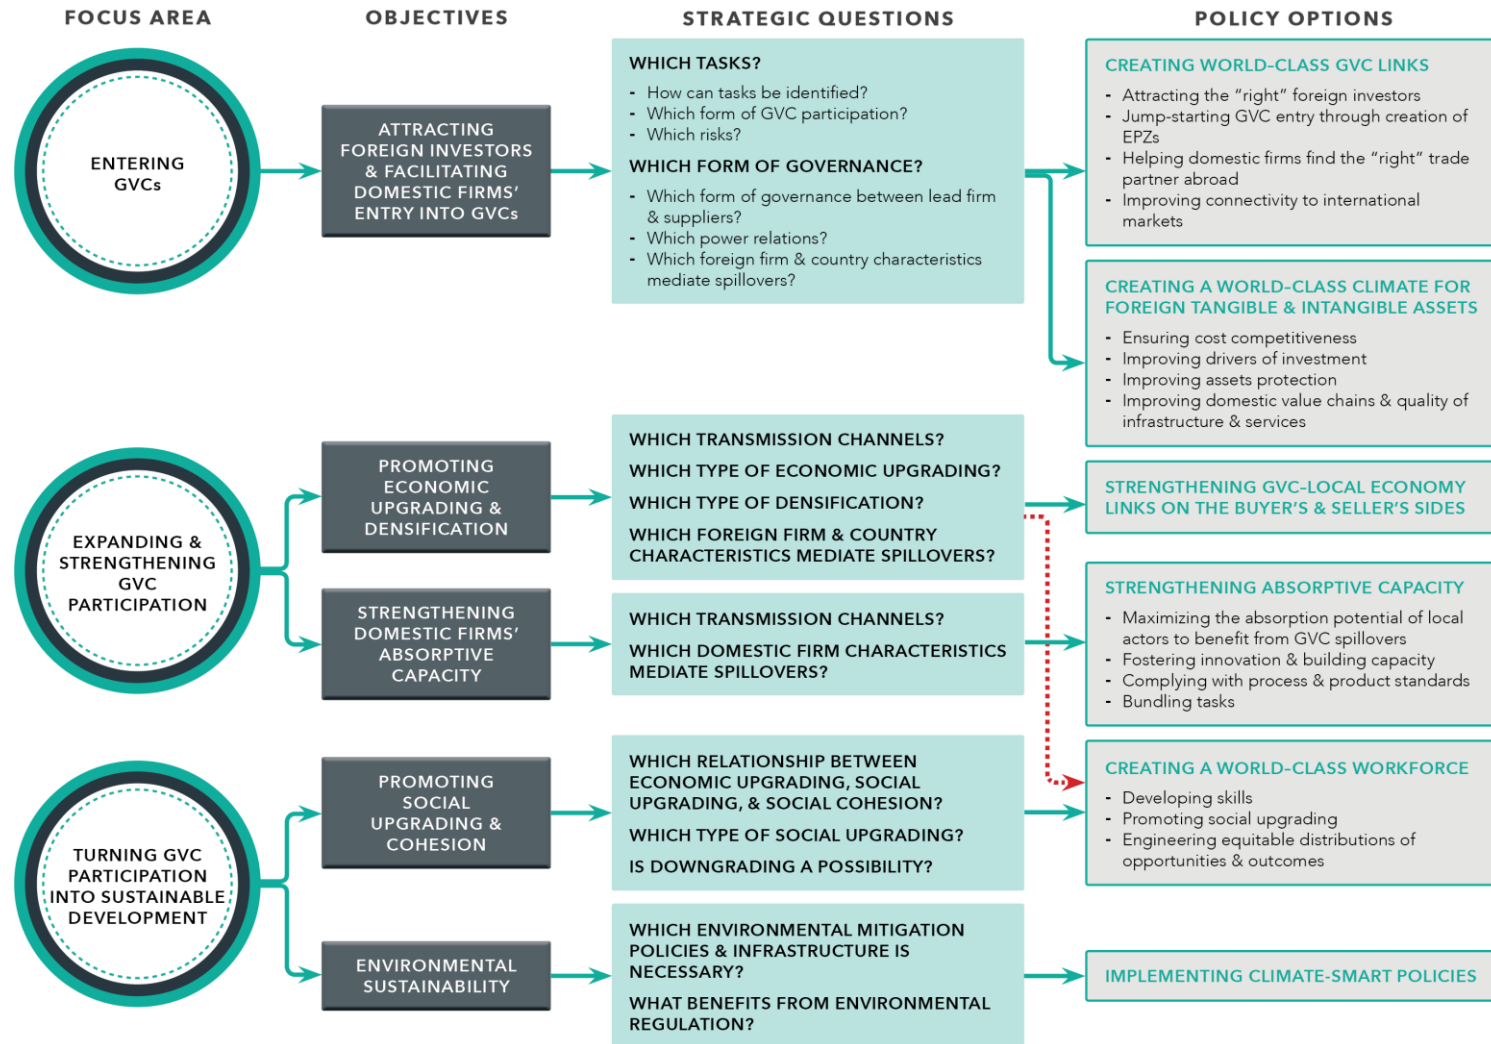 FOCUS AREA
OBJECTIVES
STRATEGIC QUESTIONS
POLICY OPTIONS
ENTERING
GVCs
ATTRACTING
FOREIGN INVESTORS
& FACILITATING
DOMESTIC FIRMS'
ENTRY INTO GVCs
WHICH TASKS?
- How can tasks be identified?
- Which form of GVC participation?
- Which risks?
WHICH FORM OF GOVERNANCE?
- Which form of governance between lead firm
& suppliers?
- Which power relations?
- Which foreign firm & country characteristics
mediate spillovers?
CREATING WORLD-CLASS GVC LINKS
- Attracting the “right” foreign investors
- Jump-starting GVC entry through creation of
EPZs
- Helping domestic firms find the “right” trade
partner abroad
- Improving connectivity to international
markets
CREATING A WORLD-CLASS CLIMATE FOR
FOREIGN TANGIBLE & INTANGIBLE ASSETS
- Ensuring cost competitiveness
- Improving drivers of investment
- Improving assets protection
- Improving domestic value chains & quality of
infrastructure & services
EXPANDING &
STRENGTHENING
GVC
PARTICIPATION
PROMOTING
ECONOMIC
UPGRADING &
DENSIFICATION
WHICH TRANSMISSION CHANNELS?
WHICH TYPE OF ECONOMIC UPGRADING?
WHICH TYPE OF DENSIFICATION?
WHICH FOREIGN FIRM & COUNTRY
CHARACTERISTICS MEDIATE SPILLOVERS?
STRENGTHENING GVC-LOCAL ECONOMY
LINKS ON THE BUYER'S & SELLER'S SIDES
STRENGTHENING
DOMESTIC FIRMS'
ABSORPTIVE
CAPACITY
WHICH TRANSMISSION CHANNELS?
WHICH DOMESTIC FIRM CHARACTERISTICS
MEDIATE SPILLOVERS?
STRENGTHENING ABSORPTIVE CAPACITY
- Maximizing the absorption potential of local
actors to benefit from GVC spillovers
- Fostering innovation & building capacity
- Complying with process & product standards
- Bundling tasks
TURNING GVC
PARTICIPATION
INTO SUSTAINABLE
DEVELOPMENT
PROMOTING
SOCIAL
UPGRADING &
COHESION
WHICH RELATIONSHIP BETWEEN
ECONOMIC UPGRADING, SOCIAL
UPGRADING, & SOCIAL COHESION?
WHICH TYPE OF SOCIAL UPGRADING?
IS DOWNGRADING A POSSIBILITY?
CREATING A WORLD-CLASS WORKFORCE
- Developing skills
- Promoting social upgrading
- Engineering equitable distributions of
opportunities & outcomes
ENVIRONMENTAL
SUSTAINABILITY
WHICH ENVIRONMENTAL MITIGATION
POLICIES & INFRASTRUCTURE IS
NECESSARY?
WHAT BENEFITS FROM ENVIRONMENTAL
REGULATION?
IMPLEMENTING CLIMATE-SMART POLICIES